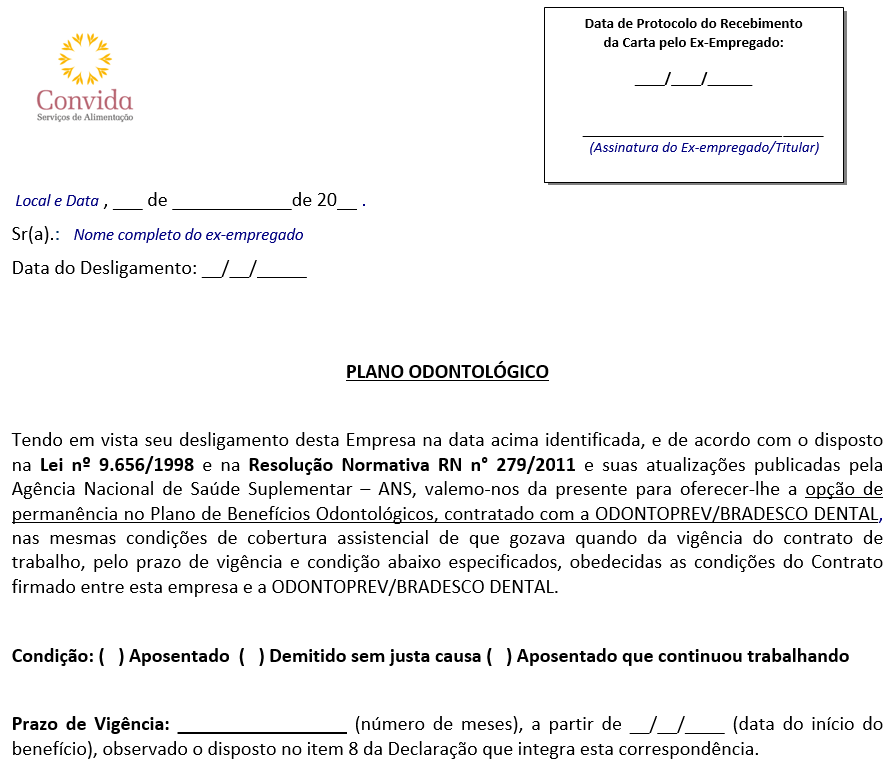 Convida
Serviços de Alimentação
Data de Protocolo do Recebimento
da Carta pelo Ex-Empregado:
___/___/_____
(Assinatura do Ex-empregado/Titular)
Local e Data , ___ de ____________de 20__ .
Sr(a).: Nome completo do ex-empregado
Data do Desligamento: __/__/_____
PLANO ODONTOLÓGICO
Tendo em vista seu desligamento desta Empresa na data acima identificada, e de acordo com o disposto
na Lei nº 9.656/1998 e na Resolução Normativa RN n° 279/2011 e suas atualizações publicadas pela
Agência Nacional de Saúde Suplementar – ANS, valemo-nos da presente para oferecer-lhe a opção de
permanência no Plano de Benefícios Odontológicos, contratado com a ODONTOPREV/BRADESCO DENTAL,
nas mesmas condições de cobertura assistencial de que gozava quando da vigência do contrato de
trabalho, pelo prazo de vigência e condição abaixo especificados, obedecidas as condições do Contrato
firmado entre esta empresa e a ODONTOPREV/BRADESCO DENTAL.
Condição: ( ) Aposentado ( ) Demitido sem justa causa ( ) Aposentado que continuou trabalhando
Prazo de Vigência: _________________ (número de meses), a partir de __/__/____ (data do início do
benefício), observado o disposto no item 8 da Declaração que integra esta correspondência.